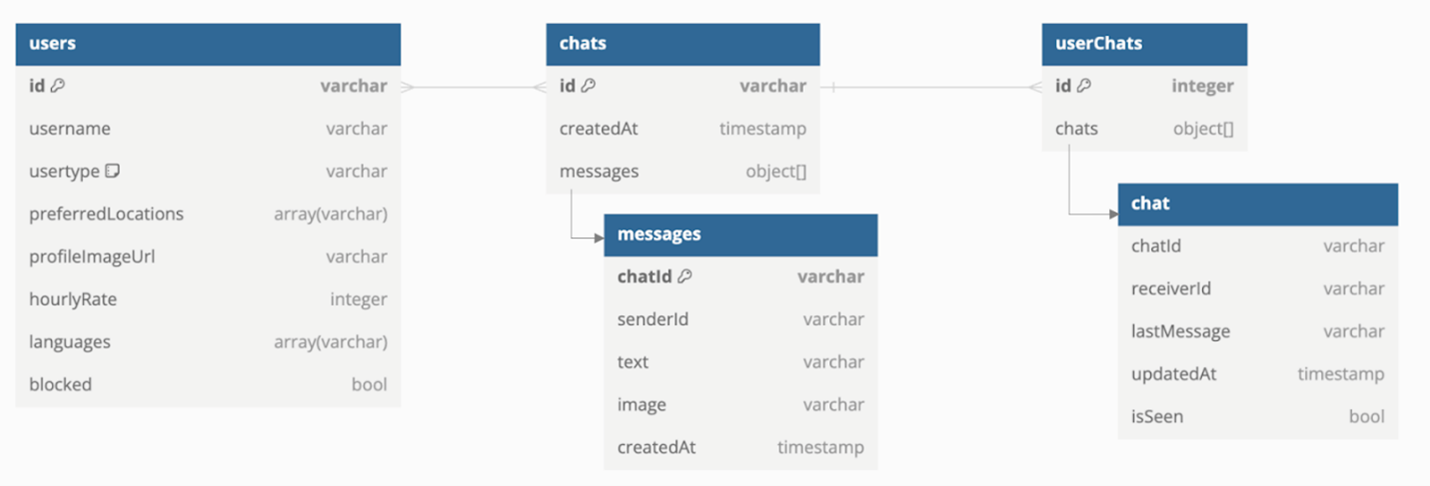 users
id varchar
username varchar
usertype varchar
preferredLocations array(varchar)
profileImageUrl varchar
hourlyRate integer
languages array(varchar)
blocked bool
chats
id varchar
createdAt timestamp
messages object[]
messages
chatId varchar
senderId varchar
text varchar
image varchar
createdAt timestamp
userChats
id integer
chats object[]
chat
chatId varchar
receiverId varchar
lastMessage varchar
updatedAt timestamp
isSeen bool